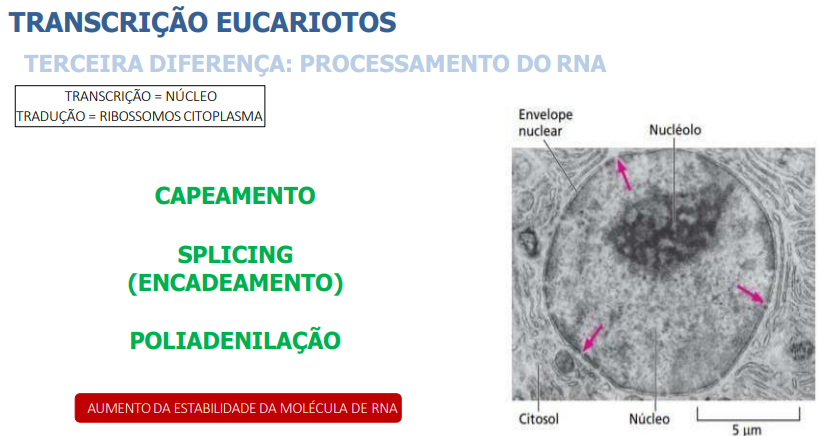 TRANSCRIÇÃO EUCARIOTOS
TERCEIRA DIFERENÇA: PROCESSAMENTO DO RNA
TRANSCRIÇÃO = NÚCLEO
TRADUÇÃO = RIBOSSOMOS CITOPLASMA
CAPEAMENTO
SPLICING
(ENCADEAMENTO)
POLIADENILAÇÃO
AUMENTO DA ESTABILIDADE DA MOLÉCULA DE RNA
Envelope
nuclear
Nucléolo
Citosol
Núcleo
5 µm